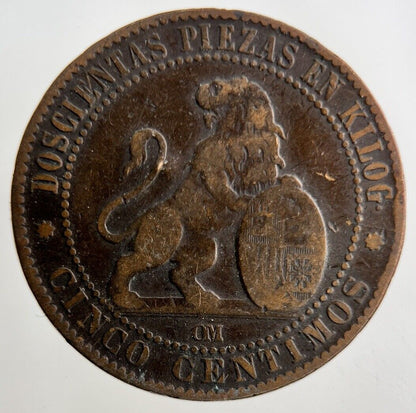 DOSCIENTAS PIEZAS EN KILOG
OM
CINCO CENTIMOS